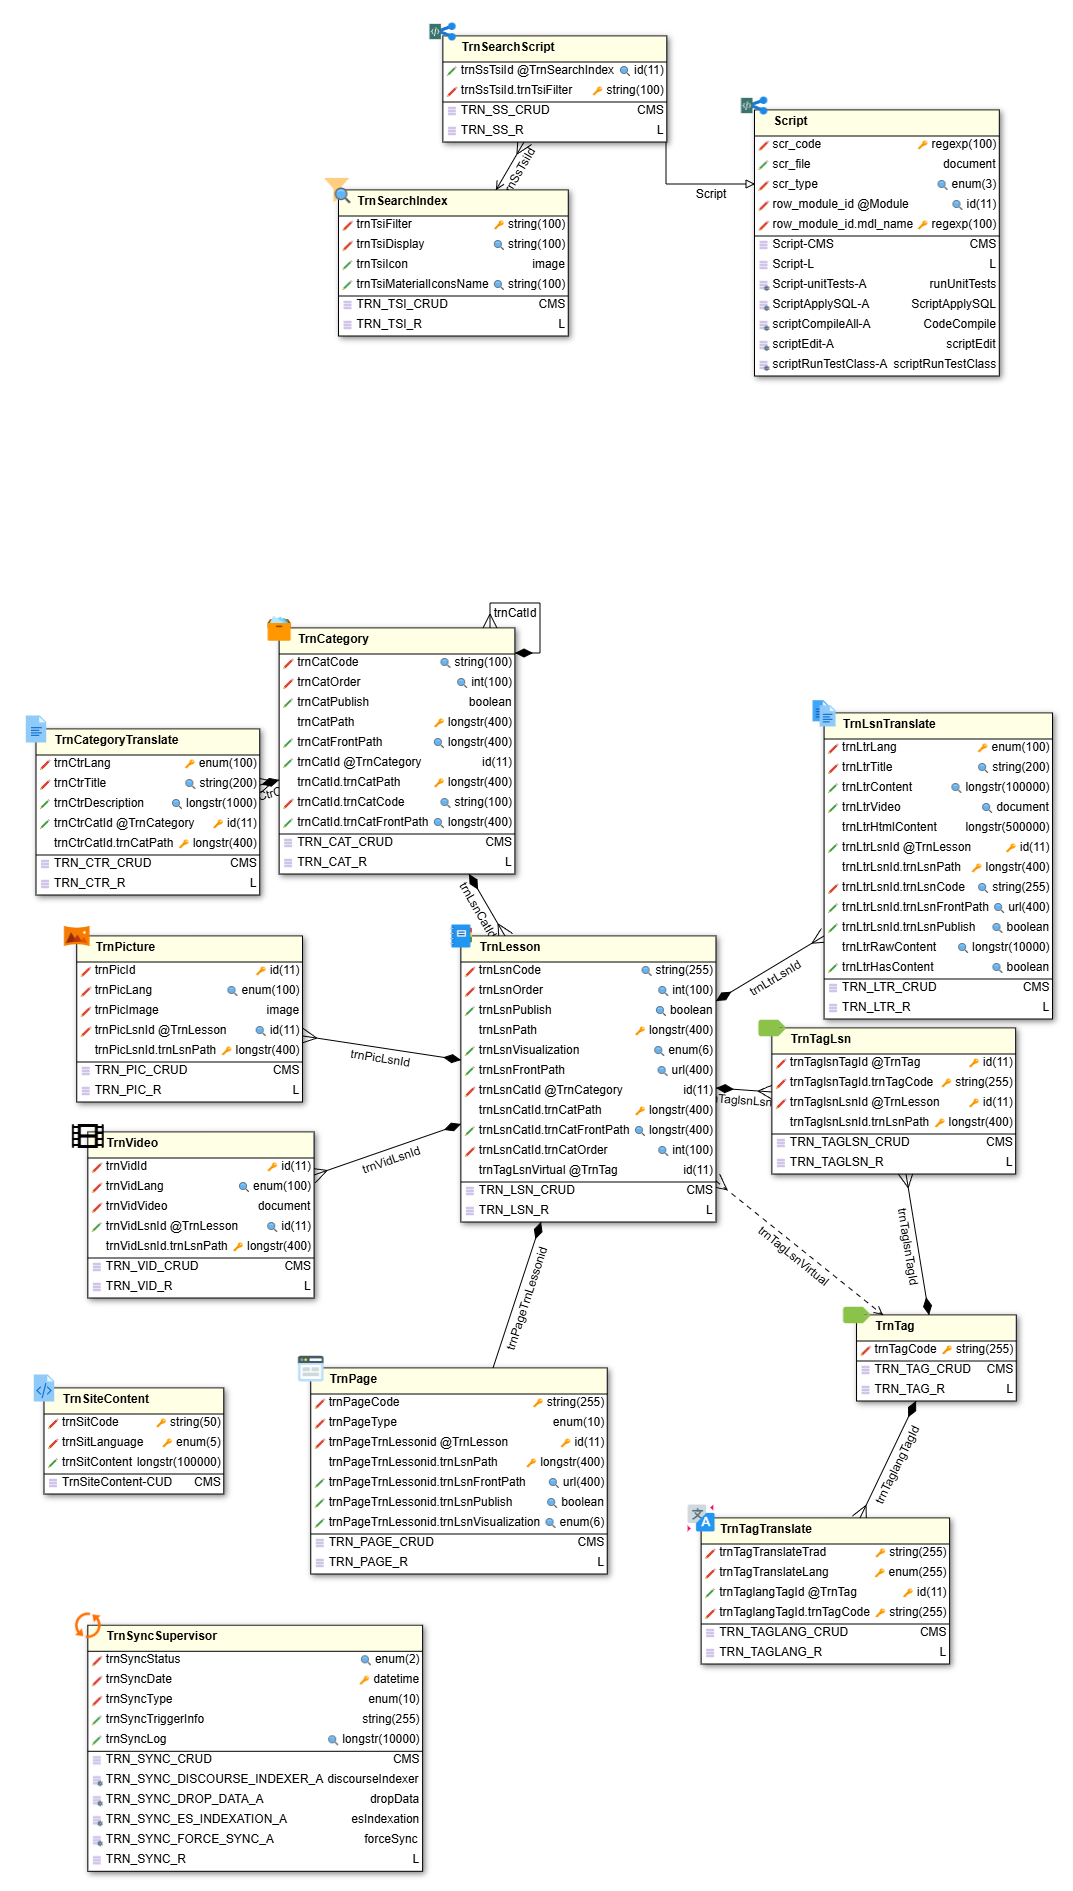 TrnSearchScript
trnSsTsiId @TrnSearchIndex id(11)
trnSsTsiId.trnTsiFilter string(100)
TRN_SS_CRUD CMS
TRN_SS_R L
Script
scr_code regexp(100)
scr_file document
scr_type enum(3)
row_module_id @Module id(11)
row_module_id.mdl_name regexp(100)
Script-CMS CMS
Script-L L
Script-unitTests-A runUnitTests
ScriptApplySQL-A ScriptApplySQL
scriptCompileAll-A CodeCompile
scriptEdit-A scriptEdit
scriptRunTestClass-A scriptRunTestClass
Script
TrnSearchIndex
trnTsiFilter string(100)
trnTsiDisplay string(100)
trnTsiIcon image
trnTsiMaterialIconsName string(100)
TRN_TSI_CRUD CMS
TRN_TSI_R L
trnCatId
TrnCategory
trnCatCode string(100)
trnCatOrder int(100)
trnCatPublish boolean
trnCatPath longstr(400)
trnCatFrontPath longstr(400)
trnCatId @TrnCategory id(11)
trnCatId.trnCatPath longstr(400)
trnCatId.trnCatCode string(100)
trnCatId.trnCatFrontPath longstr(400)
TRN_CAT_CRUD CMS
TRN_CAT_R L
TrnCategoryTranslate
trnCtrLang enum(100)
trnCtrTitle string(200)
trnCtrDescription longstr(1000)
trnCtrCatId @TrnCategory id(11)
trnCtrCatId.trnCatPath longstr(400)
TRN_CTR_CRUD CMS
TRN_CTR_R L
TrnLsnTranslate
trnLtrLang enum(100)
trnLtrTitle string(200)
trnLtrContent longstr(100000)
trnLtrVideo document
trnLtrHtmlContent longstr(500000)
trnLtrLsnId @TrnLesson id(11)
trnLtrLsnId.trnLsnPath longstr(400)
trnLtrLsnId.trnLsnCode string(255)
trnLtrLsnId.trnLsnFrontPath url(400)
trnLtrLsnId.trnLsnPublish boolean
trnLtrRawContent longstr(10000)
trnLtrHasContent boolean
TRN_LTR_CRUD CMS
TRN_LTR_R L
trnLsnCatId
TrnPicture
trnPicId id(11)
trnPicLang enum(100)
trnPicImage image
trnPicLsnId @TrnLesson id(11)
trnPicLsnId.trnLsnPath longstr(400)
TRN_PIC_CRUD CMS
TRN_PIC_R L
trnPicLsnId
TrnLesson
trnLsnCode string(255)
trnLsnOrder int(100)
trnLsnPublish boolean
trnLsnPath longstr(400)
trnLsnVisualization enum(6)
trnLsnFrontPath url(400)
trnLsnCatId @TrnCategory id(11)
trnLsnCatId.trnCatPath longstr(400)
trnLsnCatId.trnCatFrontPath longstr(400)
trnLsnCatId.trnCatOrder int(100)
trnTagLsnVirtual @TrnTag id(11)
TRN_LSN_CRUD CMS
TRN_LSN_R L
trnLtrLsnId
TrnTagLsn
trnTaglsnTagId @TrnTag id(11)
trnTaglsnTagId.trnTagCode string(255)
trnTaglsnLsnId @TrnLesson id(11)
trnTaglsnLsnId.trnLsnPath longstr(400)
TRN_TAGLSN_CRUD CMS
TRN_TAGLSN_R L
TrnVideo
trnVidId id(11)
trnVidLang enum(100)
trnVidVideo document
trnVidLsnId @TrnLesson id(11)
trnVidLsnId.trnLsnPath longstr(400)
TRN_VID_CRUD CMS
TRN_VID_R L
trnVidLsnId
trnPageTrnLessonid
trnTagLsnVirtual
trnTaglsnTagId
TrnTag
trnTagCode string(255)
TRN_TAG_CRUD CMS
TRN_TAG_R L
TrnSiteContent
trnSitCode string(50)
trnSitLanguage enum(5)
trnSitContent longstr(100000)
TrnSiteContent-CUD CMS
TrnPage
trnPageCode string(255)
trnPageType enum(10)
trnPageTrnLessonid @TrnLesson id(11)
trnPageTrnLessonid.trnLsnPath longstr(400)
trnPageTrnLessonid.trnLsnFrontPath url(400)
trnPageTrnLessonid.trnLsnPublish boolean
trnPageTrnLessonid.trnLsnVisualization enum(6)
TRN_PAGE_CRUD CMS
TRN_PAGE_R L
trnTaglangTagId
TrnTagTranslate
trnTagTranslateTrad string(255)
trnTagTranslateLang enum(255)
trnTaglangTagId @TrnTag id(11)
trnTaglangTagId.trnTagCode string(255)
TRN_TAGLANG_CRUD CMS
TRN_TAGLANG_R L
TrnSyncSupervisor
trnSyncStatus enum(2)
trnSyncDate datetime
trnSyncType enum(10)
trnSyncTriggerInfo string(255)
trnSyncLog longstr(10000)
TRN_SYNC_CRUD CMS
TRN_SYNC_DISCOURSE_INDEXER_A discourseIndexer
TRN_SYNC_DROP_DATA_A dropData
TRN_SYNC_ES_INDEXATION_A esIndexation
TRN_SYNC_FORCE_SYNC_A forceSync
TRN_SYNC_R L